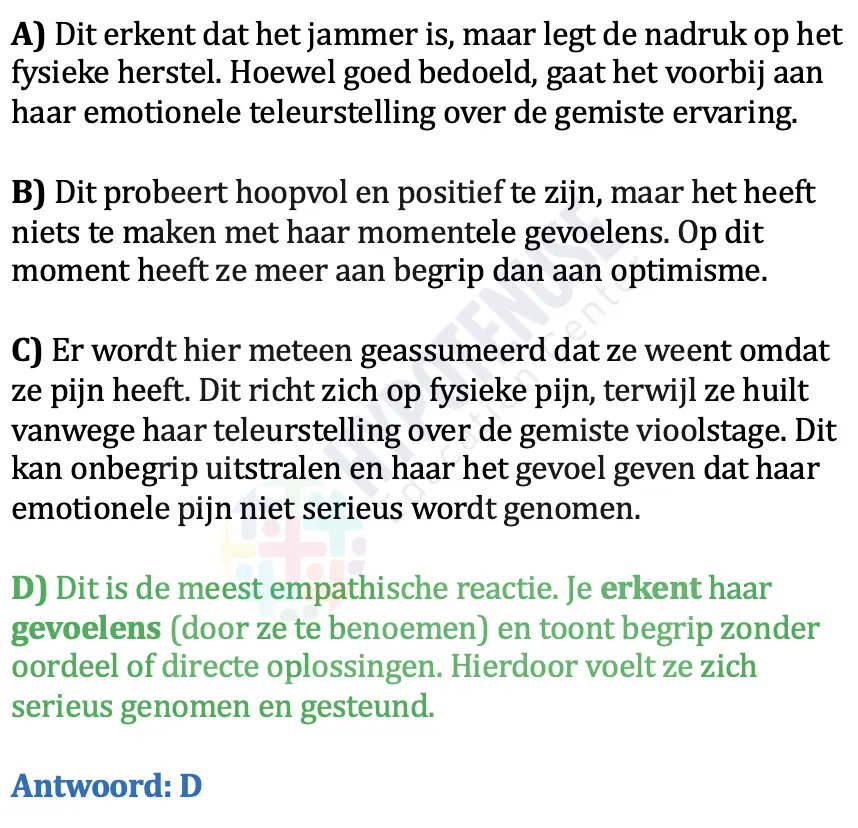 A) Dit erkent dat het jammer is, maar legt de nadruk op het
fysieke herstel. Hoewel goed bedoeld, gaat het voorbij aan
haar emotionele teleurstelling over de gemiste ervaring.
B) Dit probeert hoopvol en positief te zijn, maar het heeft
niets te maken met haar momentele gevoelens. Op dit
moment heeft ze meer aan begrip dan aan optimisme.
C) Er wordt hier meteen geassumeerd dat ze weent omdat
ze pijn heeft. Dit richt zich op fysieke pijn, terwijl ze huilt
vanwege haar teleurstelling over de gemiste vioolstage. Dit
kan onbegrip uitstralen en haar het gevoel geven dat haar
emotionele pijn niet serieus wordt genomen.
D) Dit is de meest empathische reactie. Je erkent haar
gevoelens (door ze te benoemen) en toont begrip zonder
oordeel of directe oplossingen. Hierdoor voelt ze zich
serieus genomen en gesteund.
Antwoord: D
HYPOTENUSE
Education Center